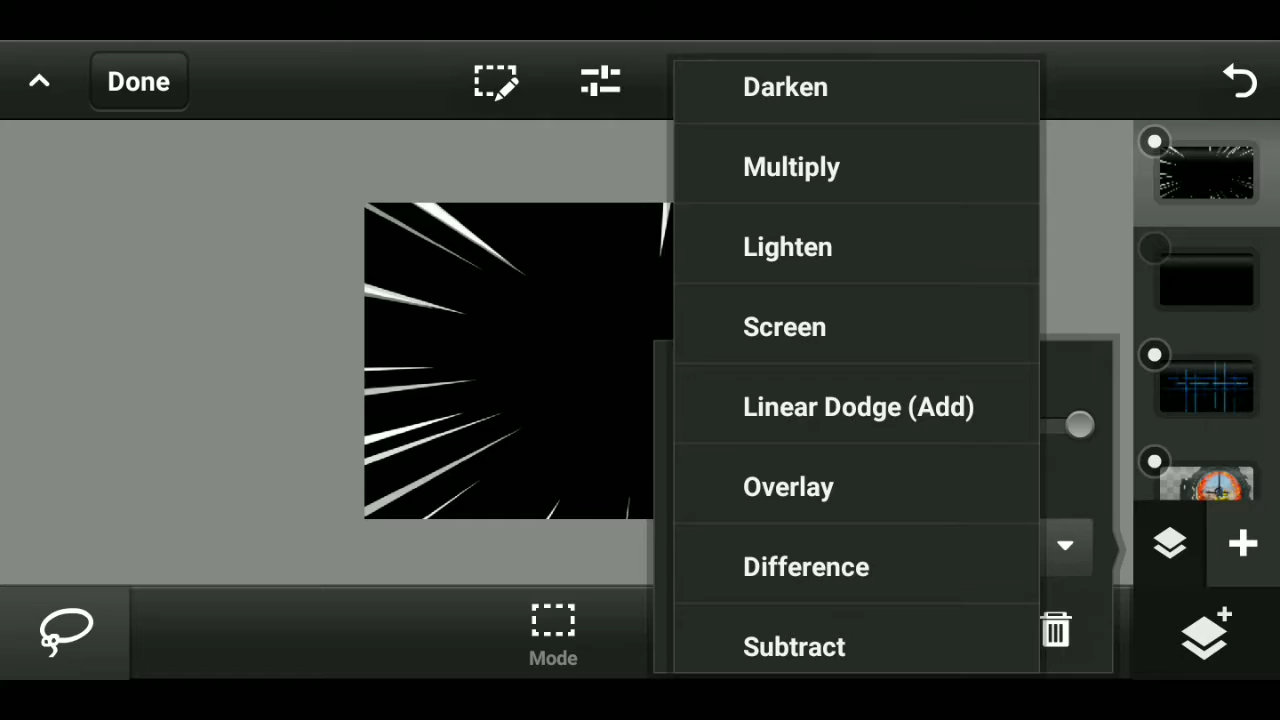 Done
Darken
Multiply
Lighten
Screen
Linear Dodge (Add)
Overlay
Difference
Subtract
Mode